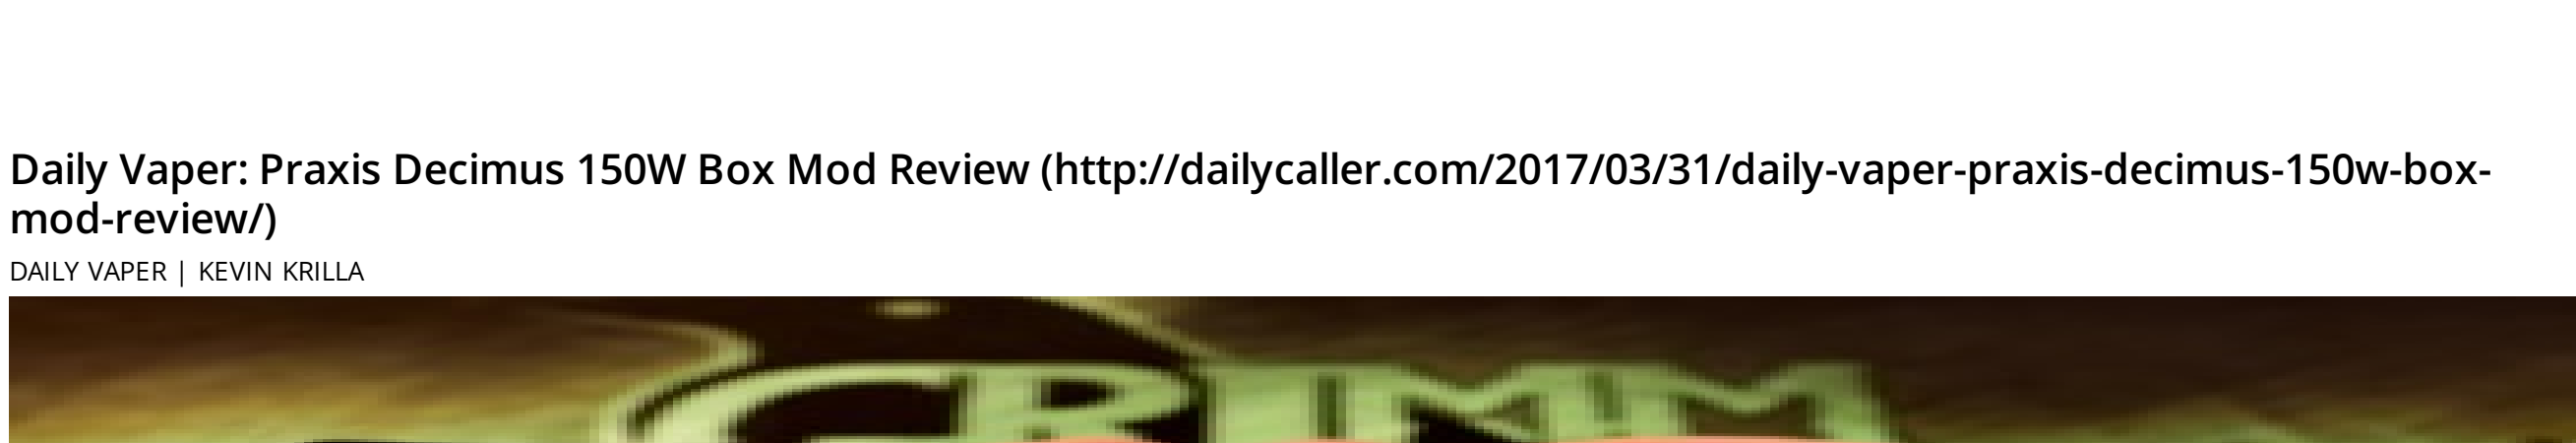 Daily Vaper: Praxis Decimus 150W Box Mod Review (http://dailycaller.com/2017/03/31/daily-vaper-praxis-decimus-150w-box-
mod-review/)
DAILY VAPER | KEVIN KRILLA
GRIMM